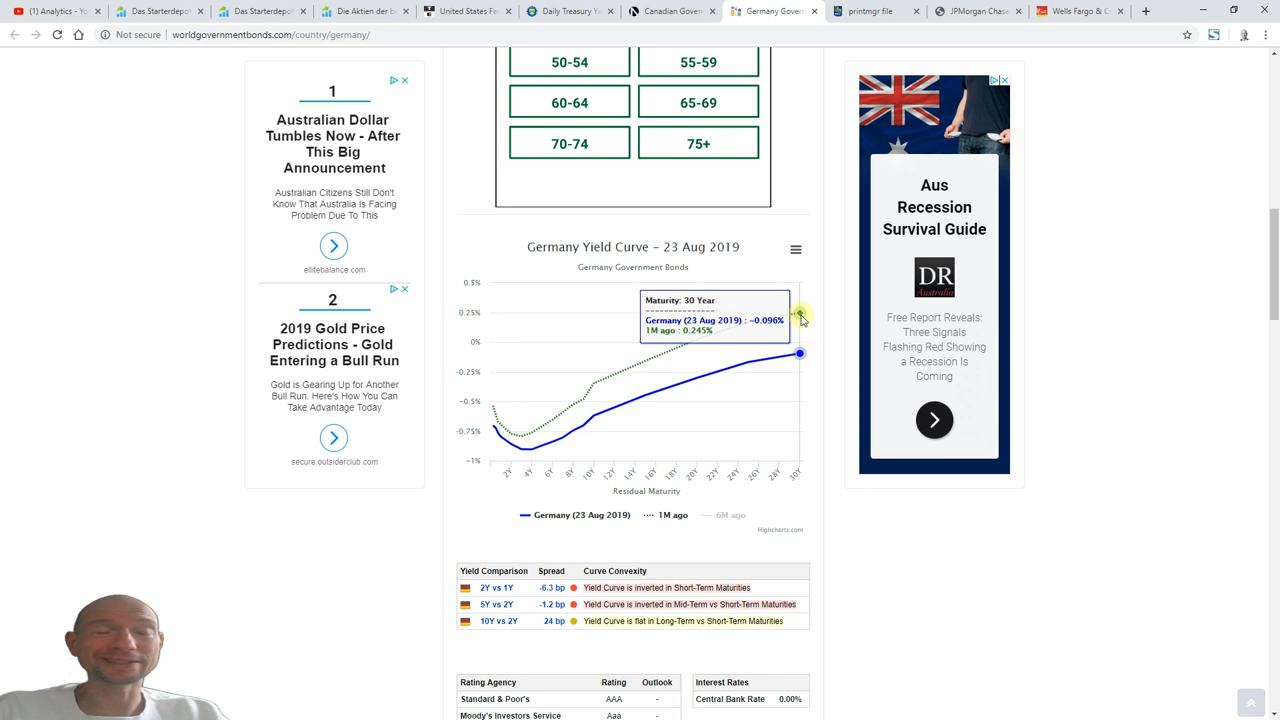 (1) Analytics - Yo
Das Starterdepo
Das Starterdepo
Die Aktien der b
United States Fe
Daily Treasury Yi
Canadian Govern
Germany Govern
printmgr file
JPMorgan Chas
Wells Fargo & C
Not secure
worldgovernmentbonds.com/country/germany/
1
Australian Dollar
Tumbles Now - After
This Big
Announcement
Australian Citizens Still Don't
Know That Australia Is Facing
Problem Due To This
ellitebalance.com
2
2019 Gold Price
Predictions - Gold
Entering a Bull Run
Gold is Gearing Up for Another
Bull Run. Here's How You Can
Take Advantage Today
secure.outsiderclub.com
50-54
55-59
60-64
65-69
70-74
75+
Germany Yield Curve – 23 Aug 2019
Germany Government Bonds
0.5%
0.25%
0%
-0.25%
-0.5%
-0.75%
-1%
Maturity: 30 Year
--------------
Germany (23 Aug 2019) : -0.096%
1M ago : 0.245%
2Y
4Y
6Y
8Y
10Y
12Y
14Y
16Y
18Y
20Y
22Y
24Y
26Y
28Y
30Y
Residual Maturity
Germany (23 Aug 2019)
1M ago
6M ago
Highcharts.com
Yield Comparison Spread Curve Convexity
2Y vs 1Y -6.3 bp Yield Curve is inverted in Short-Term Maturities
5Y vs 2Y -1.2 bp Yield Curve is inverted in Mid-Term vs Short-Term Maturities
10Y vs 2Y 24 bp Yield Curve is flat in Long-Term vs Short-Term Maturities
Rating Agency Rating Outlook
Standard & Poor's AAA -
Moody's Investors Service Aaa -
Interest Rates
Central Bank Rate 0.00%
Aus
Recession
Survival Guide
DR
Australia
Free Report Reveals:
Three Signals
Flashing Red Showing
a Recession Is
Coming